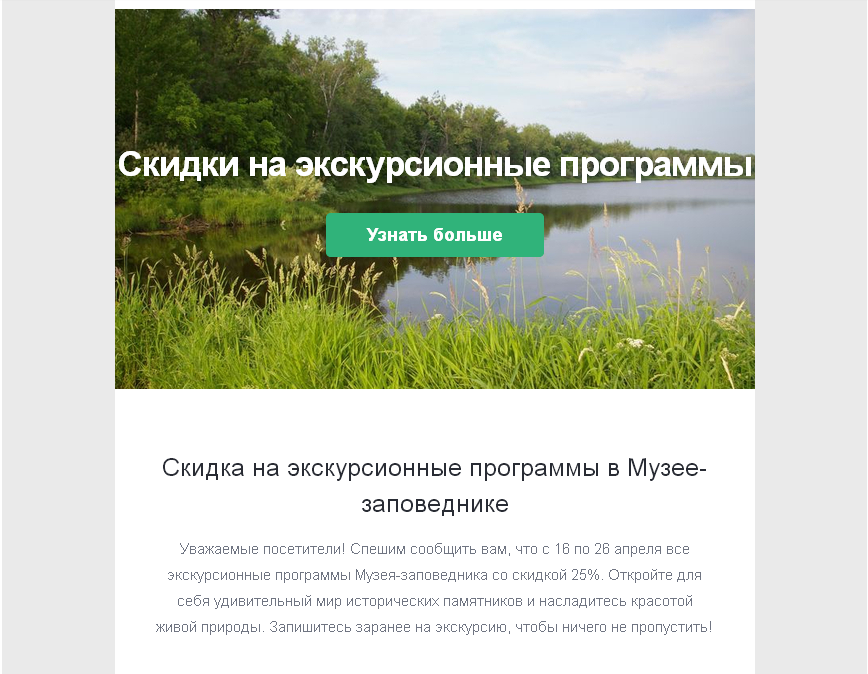 Скидки на экскурсионные программы
Узнать больше
Скидка на экскурсионные программы в Музее-
заповеднике
Уважаемые посетители! Спешим сообщить вам, что с 16 по 26 апреля все
экскурсионные программы Музея-заповедника со скидкой 25%. Откройте для
себя удивительный мир исторических памятников и насладитесь красотой
живой природы. Запишитесь заранее на экскурсию, чтобы ничего не пропустить!